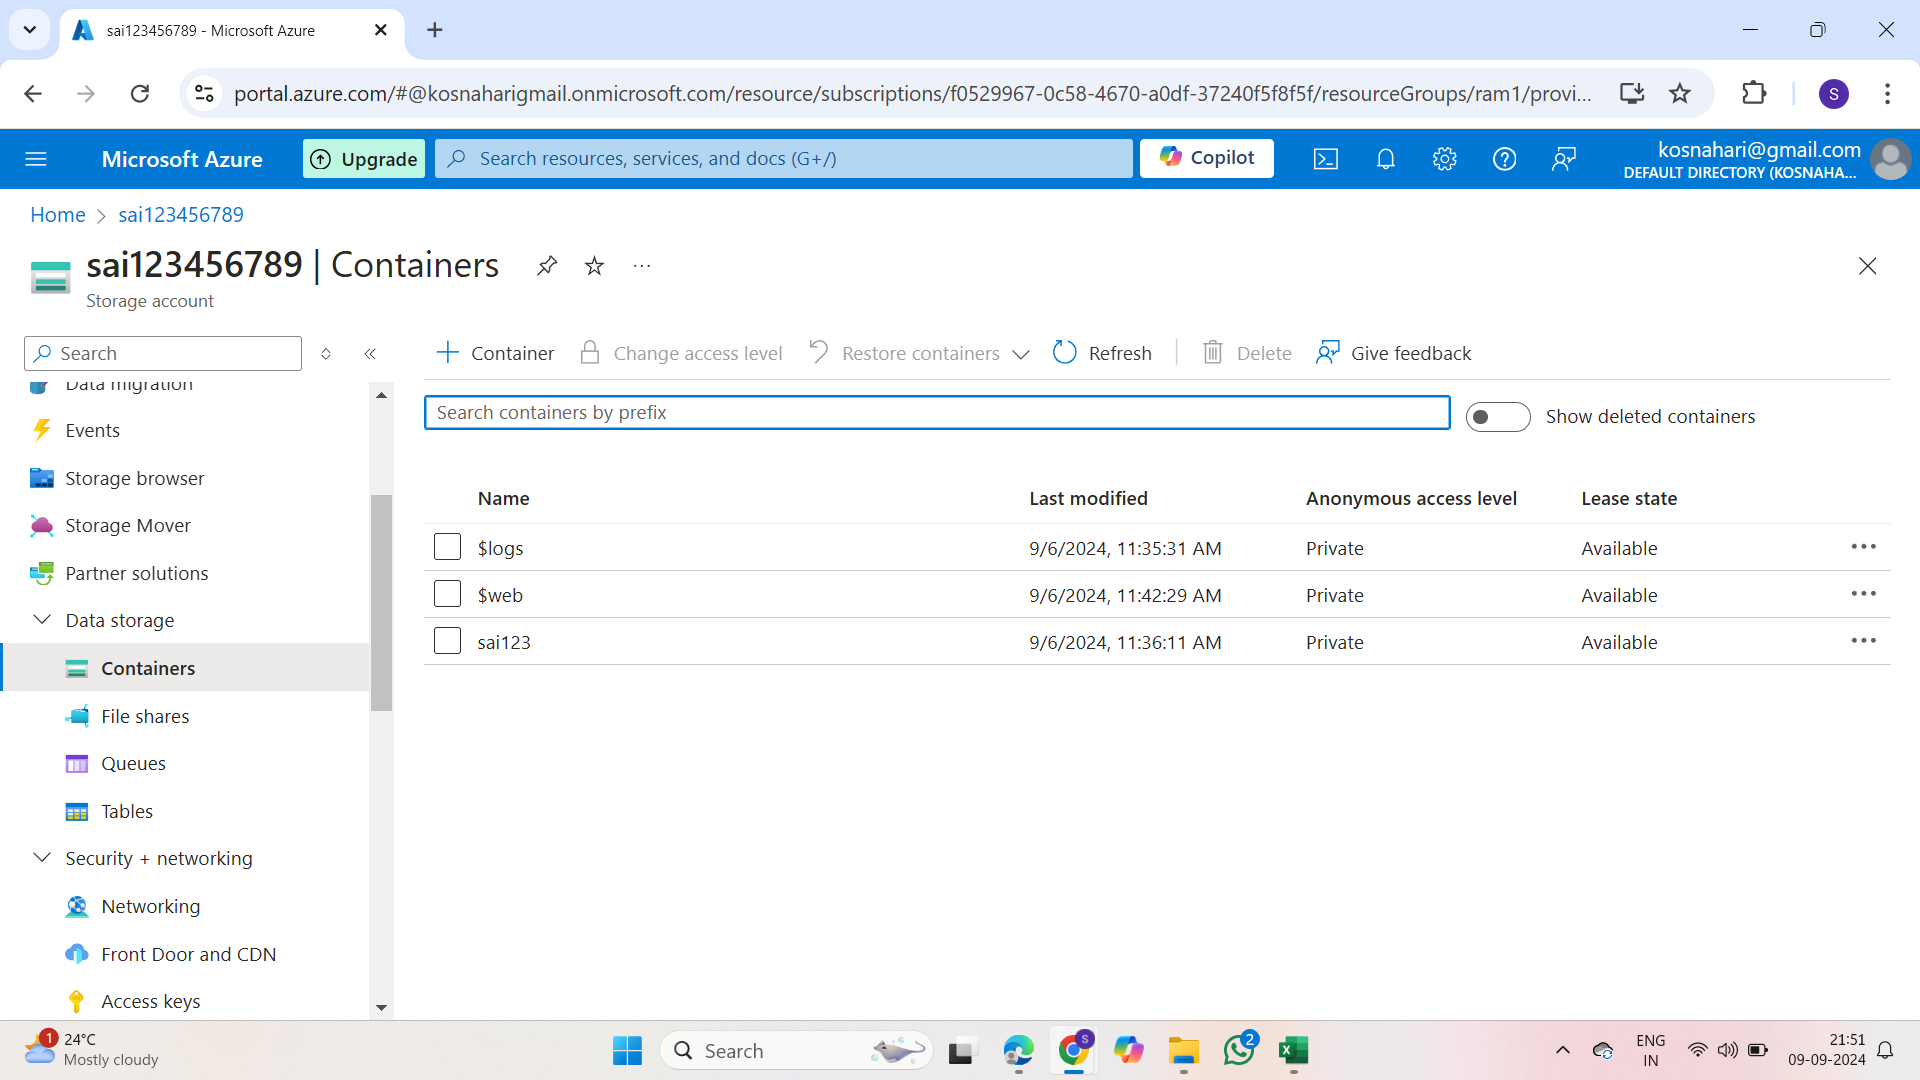 sai123456789 - Microsoft Azure
portal.azure.com/#@kosnaharigmail.onmicrosoft.com/resource/subscriptions/f0529967-0c58-4670-a0df-37240f5f8f5f/resourceGroups/ram1/provi...
S
Microsoft Azure
Upgrade
Search resources, services, and docs (G+/)
Copilot
kosnahari@gmail.com
DEFAULT DIRECTORY (KOSNAHA...
Home > sai123456789
sai123456789 | Containers
Storage account
Search
Data migration
Events
Storage browser
Storage Mover
Partner solutions
Data storage
Containers
File shares
Queues
Tables
Security + networking
Networking
Front Door and CDN
Access keys
Container
Change access level
Restore containers
Refresh
Delete
Give feedback
Search containers by prefix
Show deleted containers
Name Last modified Anonymous access level Lease state
$logs 9/6/2024, 11:35:31 AM Private Available
$web 9/6/2024, 11:42:29 AM Private Available
sai123 9/6/2024, 11:36:11 AM Private Available
1
24°C
Mostly cloudy
Search
S
2
ENG
IN
21:51
09-09-2024